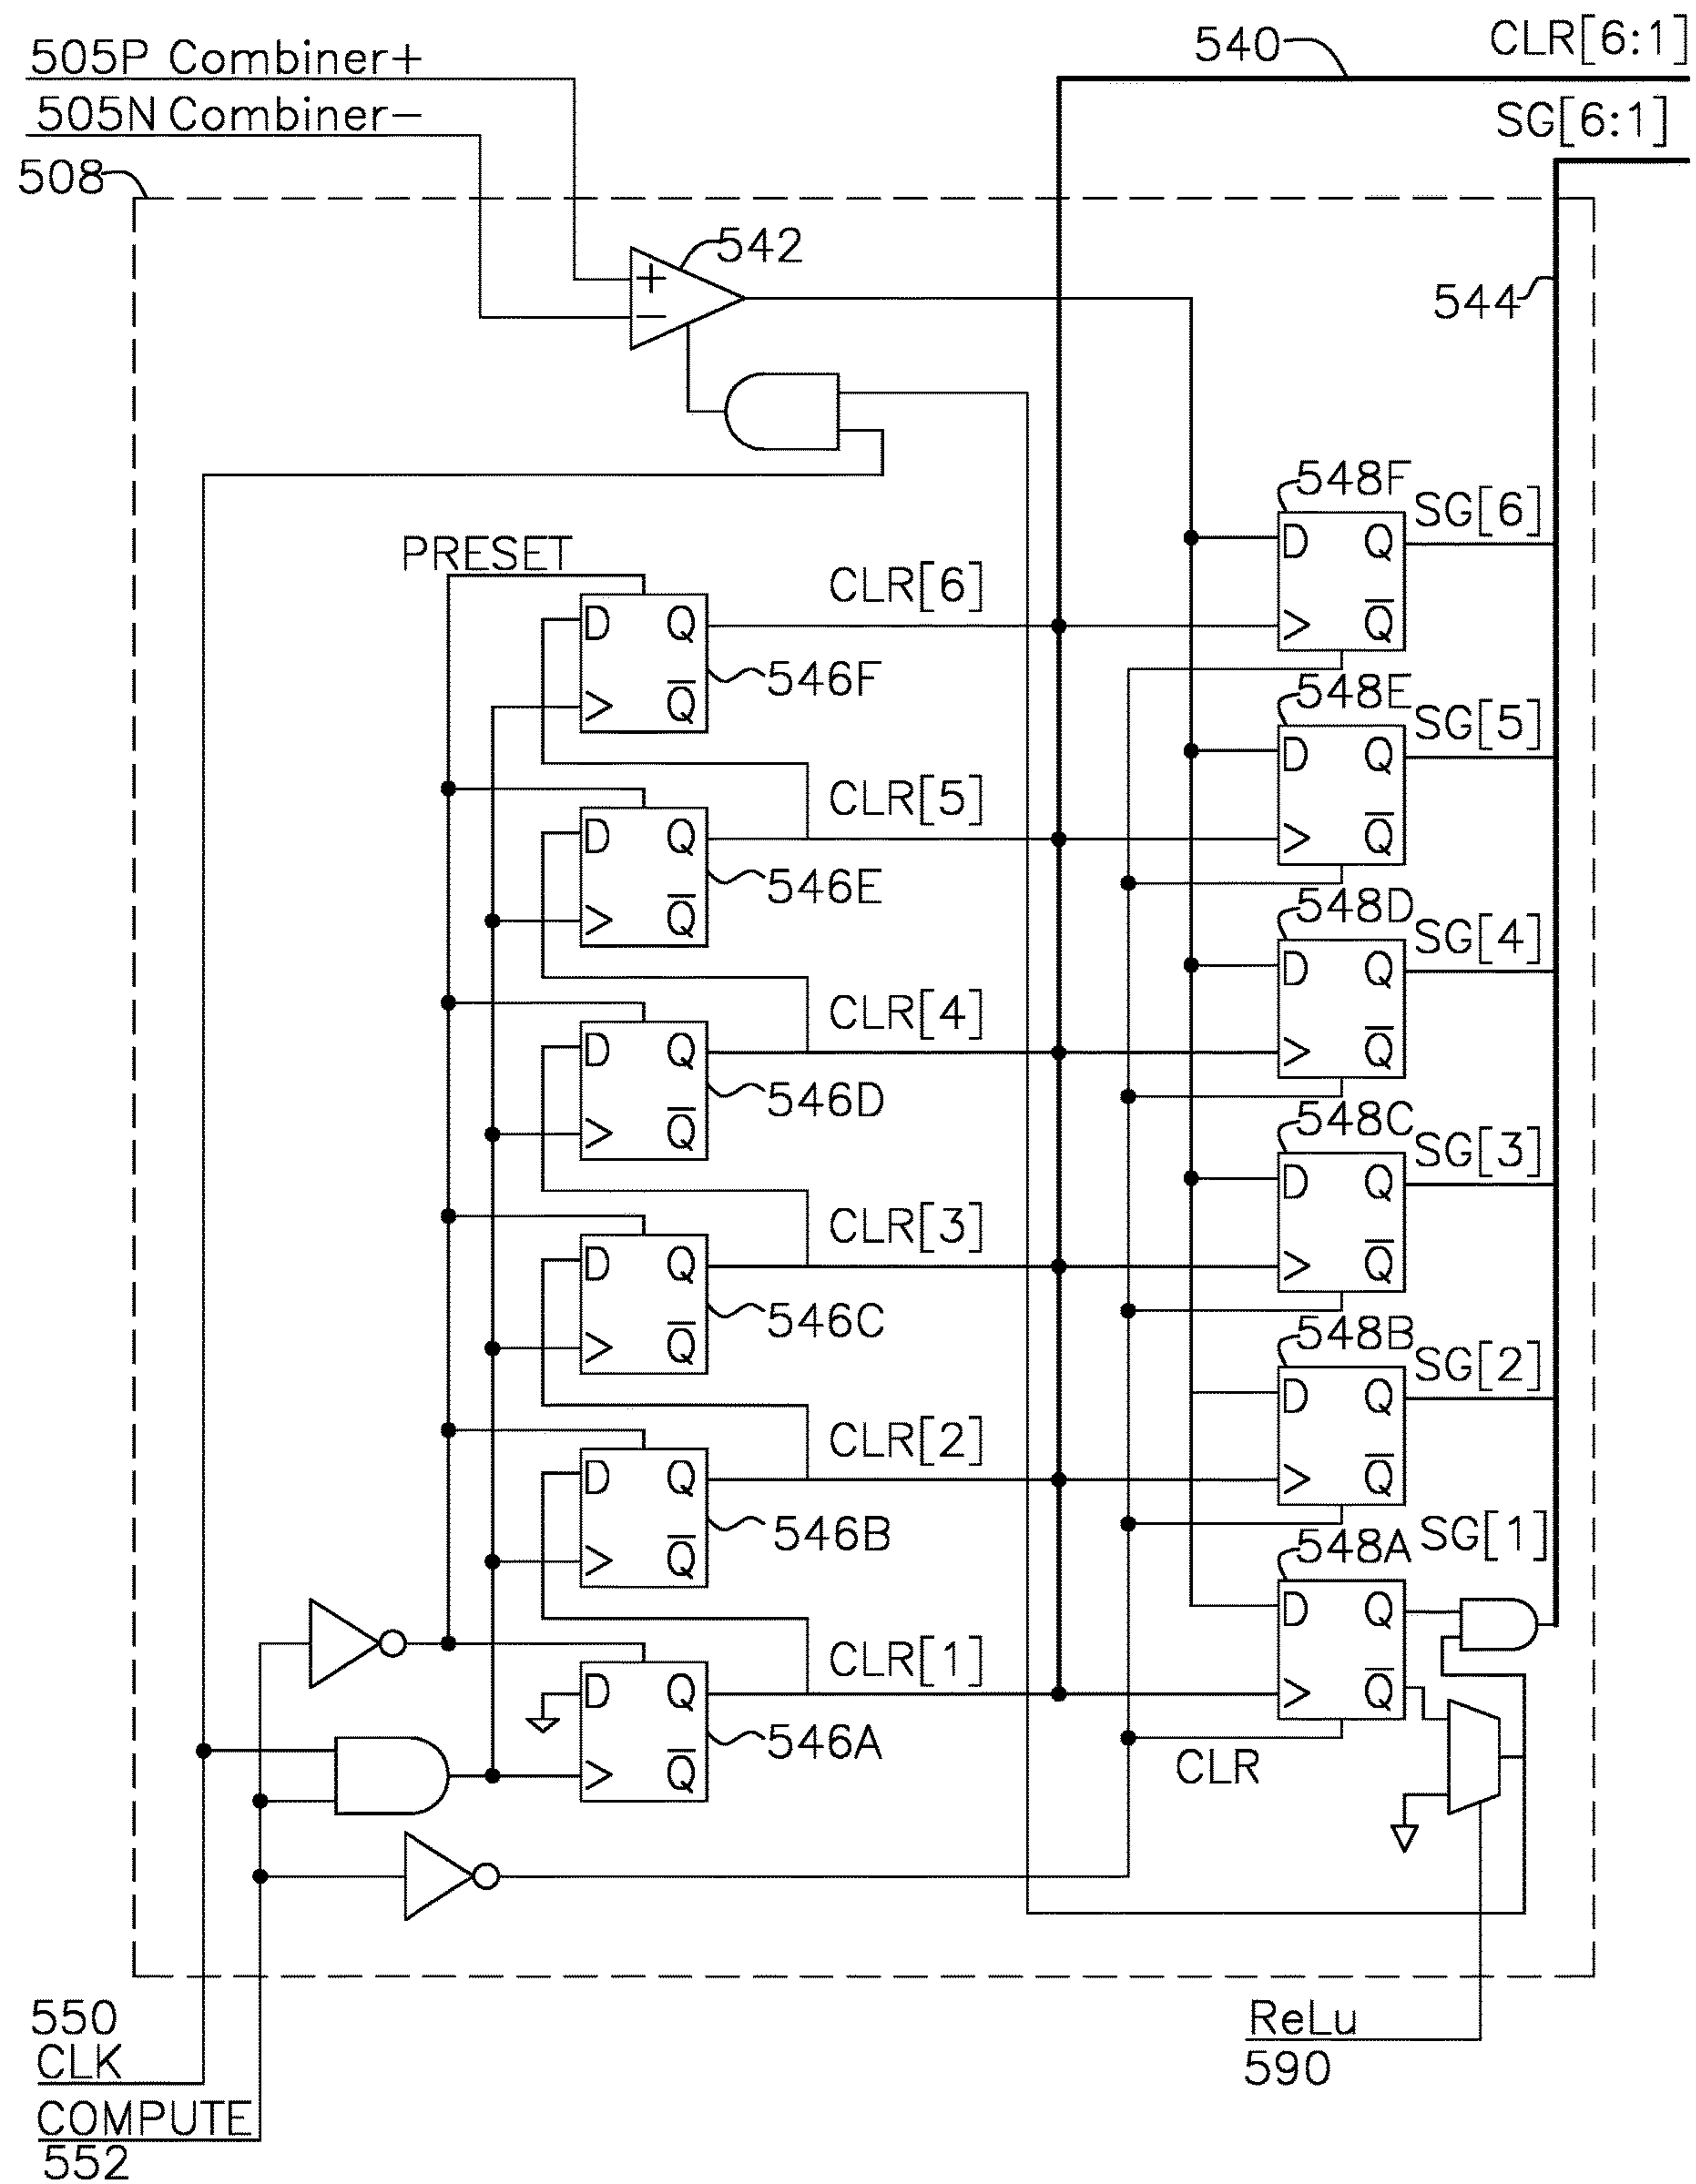 540
CLR[6:1]
505P Combiner+
505N Combiner-
SG[6:1]
508
542
+
-
544
548F
SG[6]
D Q
PRESET
CLR[6]
D Q
Q̅
546F
Q̅
548E
SG[5]
D Q
CLR[5]
D Q
Q̅
546E
Q̅
548D
SG[4]
D Q
CLR[4]
D Q
Q̅
546D
Q̅
548C
SG[3]
D Q
CLR[3]
D Q
Q̅
546C
Q̅
548B
SG[2]
D Q
CLR[2]
D Q
Q̅
546B
Q̅
SG[1]
548A
D Q
CLR[1]
D Q
Q̅
546A
Q̅
CLR
550
CLK
ReLu
590
COMPUTE
552